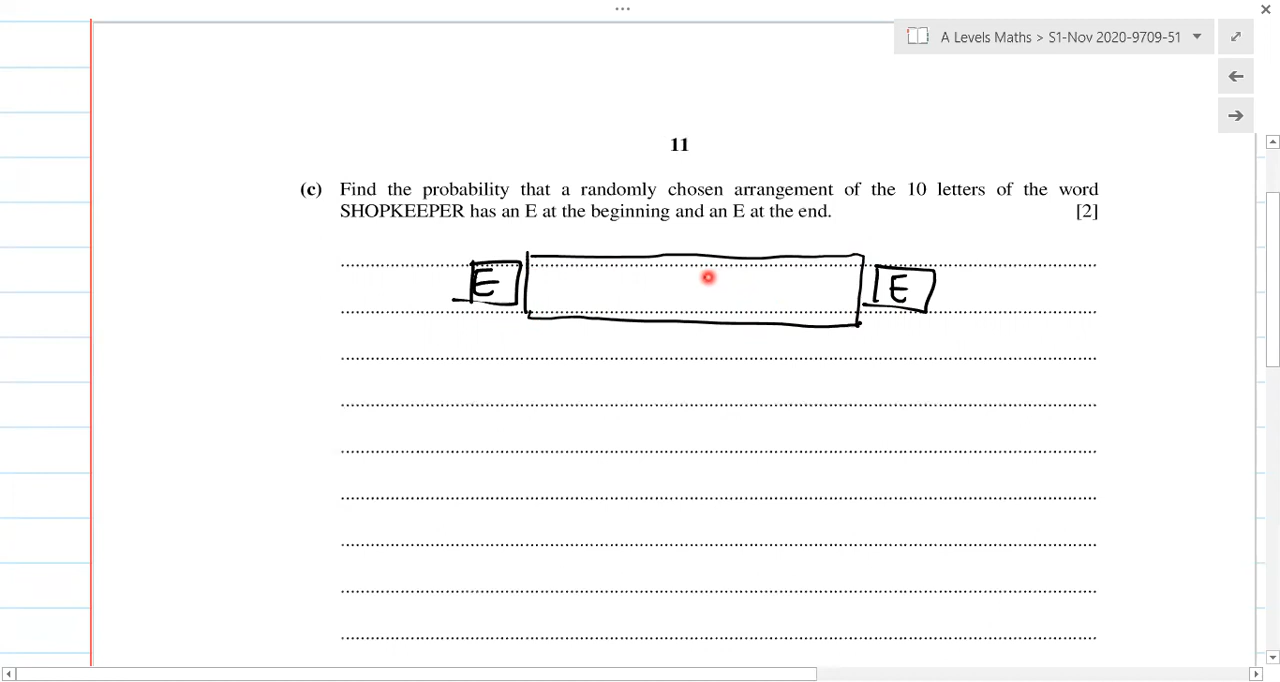 A Levels Maths > S1-Nov 2020-9709-51
11
(c) Find the probability that a randomly chosen arrangement of the 10 letters of the word
SHOPKEEPER has an E at the beginning and an E at the end. [2]
E E